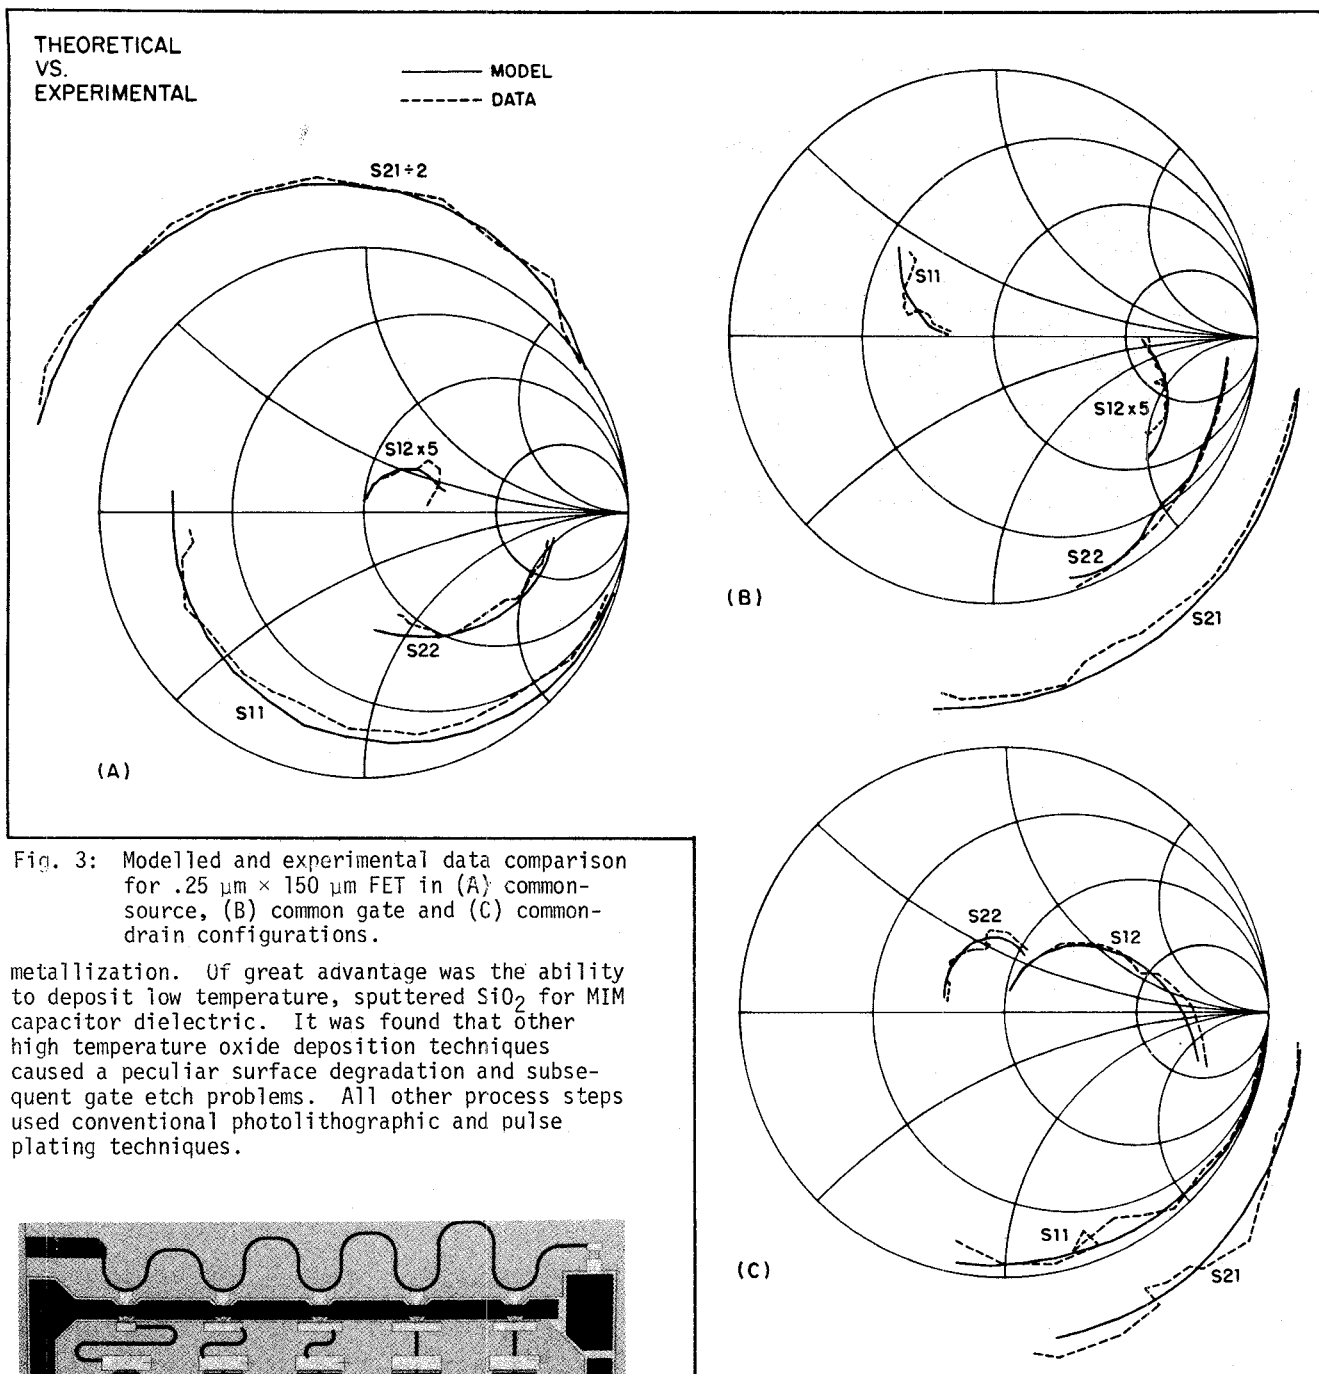 THEORETICAL
VS.
EXPERIMENTAL
MODEL
DATA
S21÷2
S12x5
S22
S11
(A)
S11
S12x5
S22
S21
(B)
S22
S12
S11
S21
(C)
Fig. 3: Modelled and experimental data comparison
for .25 μm × 150 μm FET in (A) common-
source, (B) common gate and (C) common-
drain configurations.
metallization. Of great advantage was the ability
to deposit low temperature, sputtered SiO2 for MIM
capacitor dielectric. It was found that other
high temperature oxide deposition techniques
caused a peculiar surface degradation and subse-
quent gate etch problems. All other process steps
used conventional photolithographic and pulse
plating techniques.